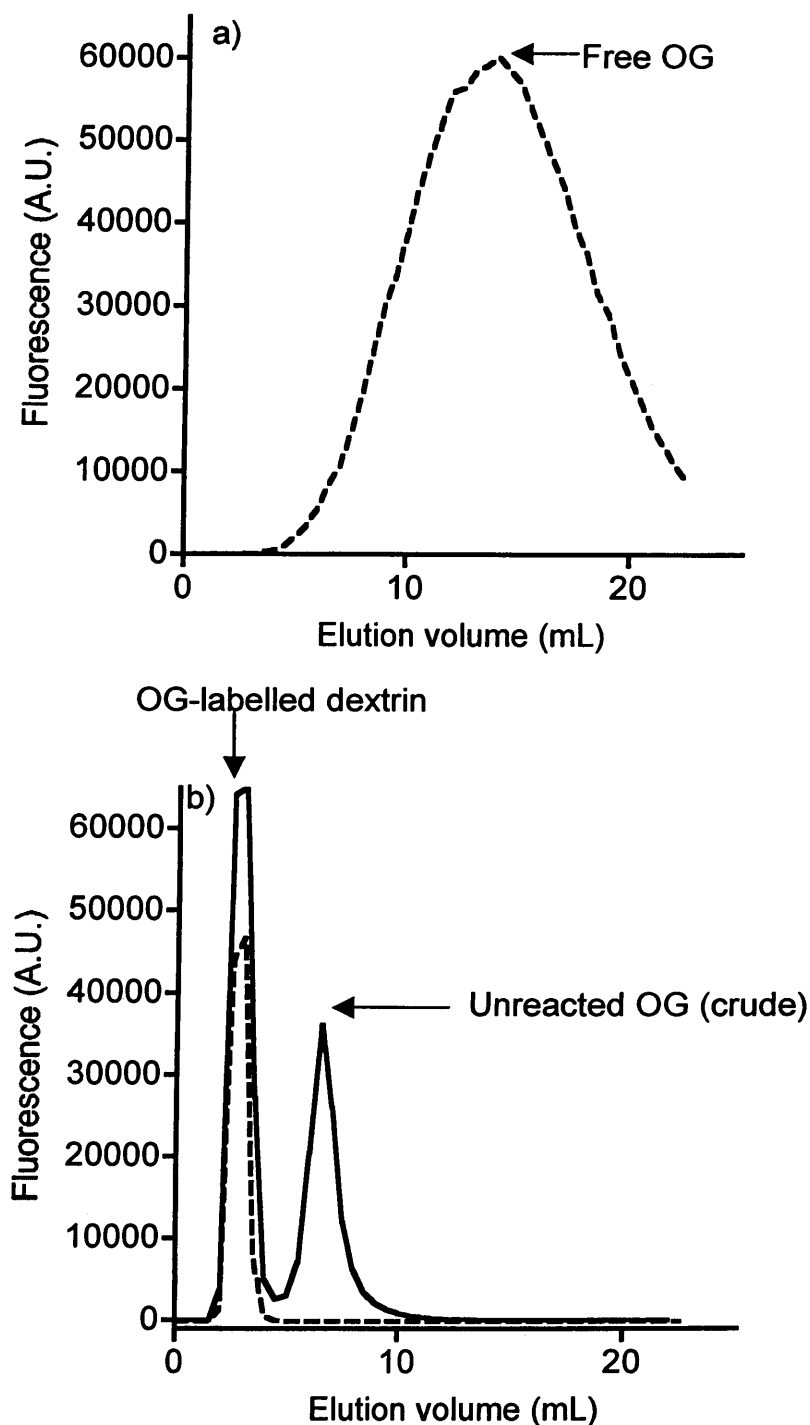 a)
Free OG
60000
50000
40000
30000
20000
10000
0
Fluorescence (A.U.)
0 10 20
Elution volume (mL)
OG-labelled dextrin
b)
Unreacted OG (crude)
60000
50000
40000
30000
20000
10000
0
Fluorescence (A.U.)
0 10 20
Elution volume (mL)